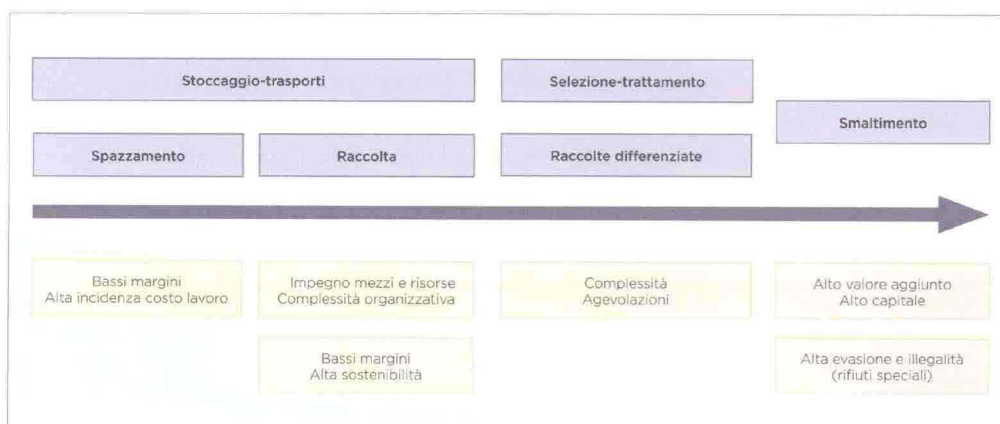 Stoccaggio-trasporti
Selezione-trattamento
Smaltimento
Spazzamento
Raccolta
Raccolte differenziate
Bassi margini
Alta incidenza costo lavoro
Impegno mezzi e risorse
Complessità organizzativa
Complessità
Agevolazioni
Alto valore aggiunto
Alto capitale
Bassi margini
Alta sostenibilità
Alta evasione e illegalità
(rifiuti speciali)